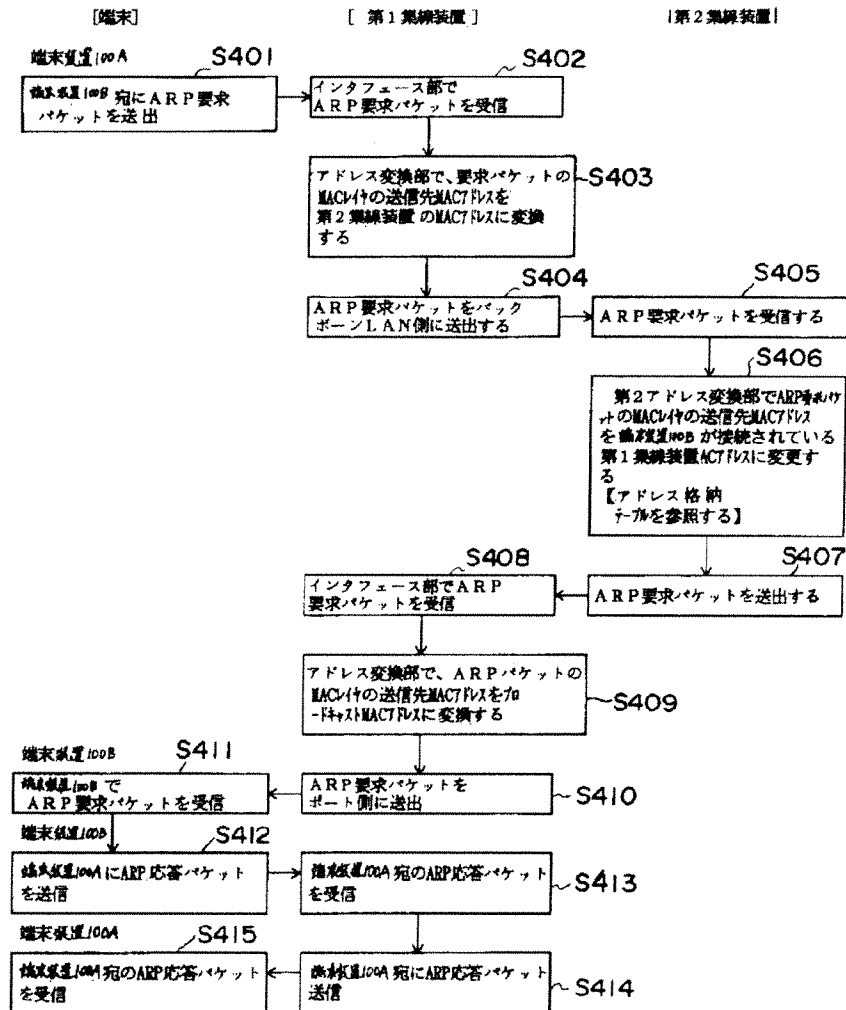 [端末]
[ 第1集線装置 ]
|第2集線装置|
端末装置100A
S401
S402
端末装置100B 宛にARP要求
パケットを送出
インタフェース部で
ARP要求パケットを受信
アドレス変換部で、要求パケットの
MACレイヤの送信先MACアドレスを
第2集線装置のMACアドレスに変換
する
S403
S404
S405
ARP要求パケットをバック
ボーンLAN側に送出する
ARP要求パケットを受信する
S406
第2アドレス変換部でARP要求パケ
ットのMACレイヤの送信先MACアドレス
を端末装置100Bが接続されている
第1集線装置ACアドレスに変更す
る
【アドレス格納
テーブルを参照する】
S408
S407
インタフェース部でARP
要求パケットを受信
ARP要求パケットを送出する
アドレス変換部で、ARPパケットの
MACレイヤの送信先MACアドレスをブロ
ードキャストMACアドレスに変換する
S409
端末装置100B
S411
端末装置100Bで
ARP要求パケットを受信
ARP要求パケットを
ポート側に送出
S410
端末装置100B
S412
端末装置100AにARP応答パケット
を送信
端末装置100A宛のARP応答パケット
を受信
S413
端末装置100A
S415
端末装置100A宛のARP応答パケット
を受信
端末装置100A宛にARP応答パケット
送信
S414